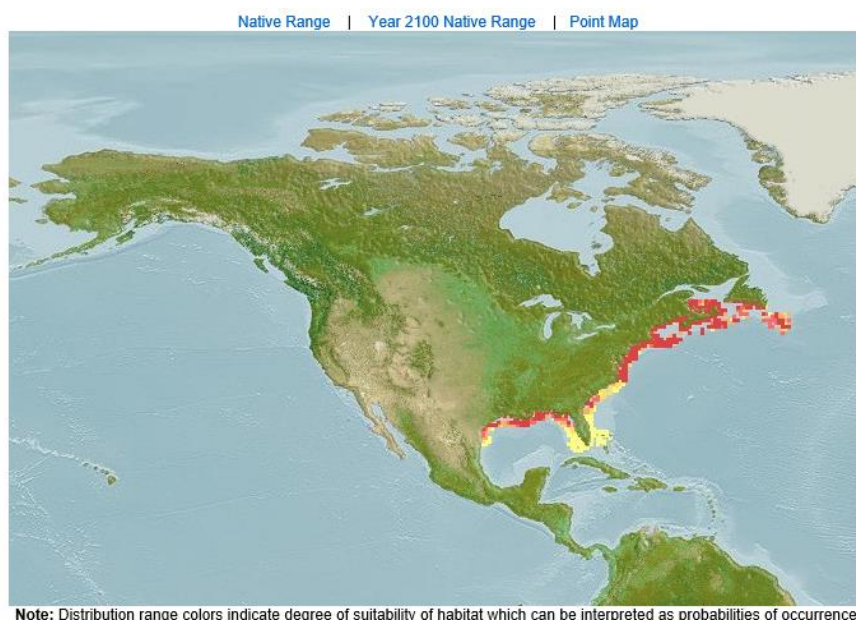 Native Range | Year 2100 Native Range | Point Map
Note: Distribution range colors indicate degree of suitability of habitat which can be interpreted as probabilities of occurrence